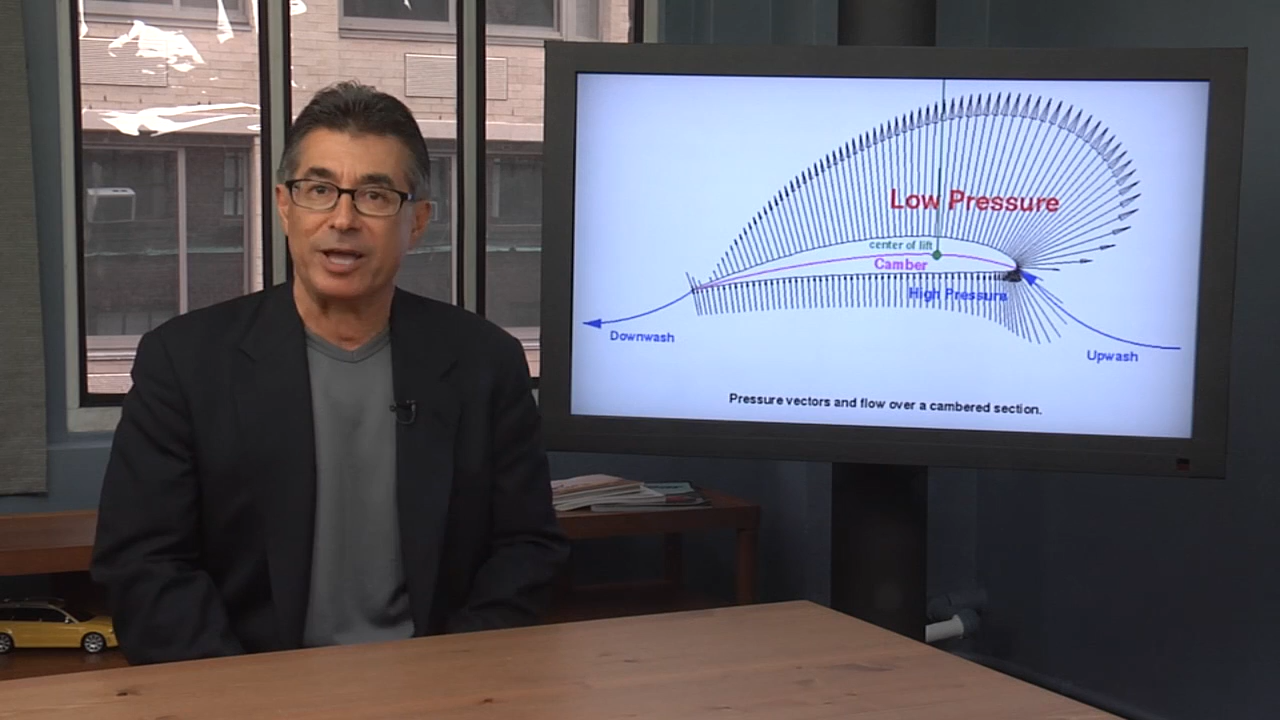 Low Pressure
center of lift
Camber
High Pressure
Downwash
Upwash
Pressure vectors and flow over a cambered section.